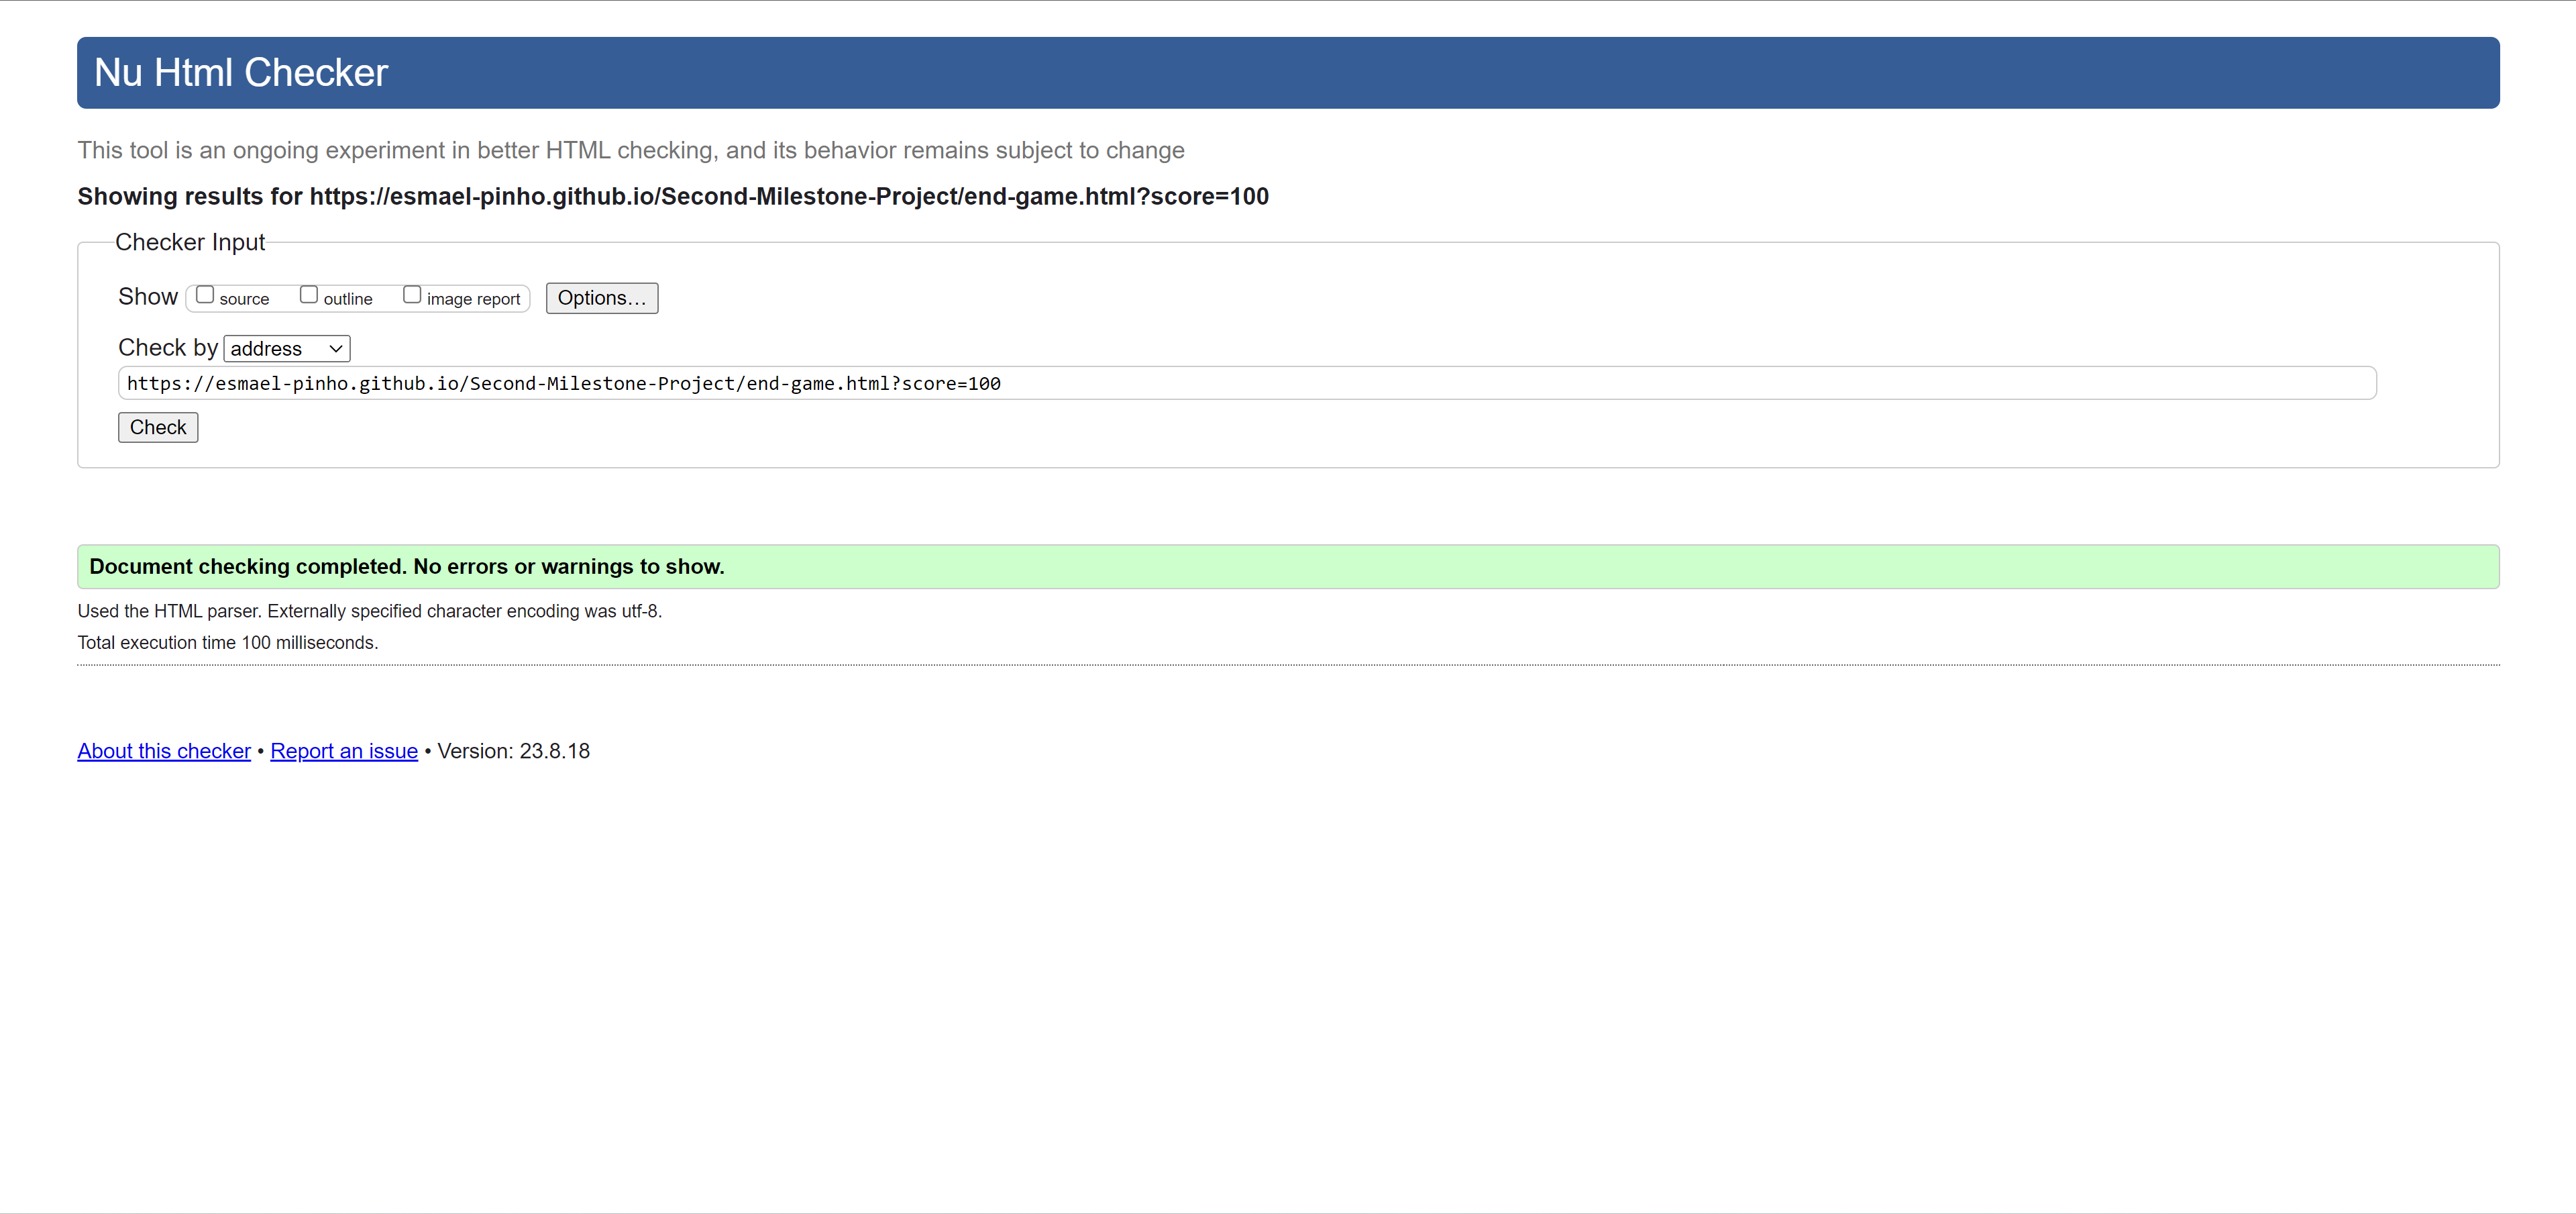 Nu Html Checker
This tool is an ongoing experiment in better HTML checking, and its behavior remains subject to change
Showing results for https://esmael-pinho.github.io/Second-Milestone-Project/end-game.html?score=100
Checker Input
Show source outline image report Options...
Check by address
https://esmael-pinho.github.io/Second-Milestone-Project/end-game.html?score=100
Check
Document checking completed. No errors or warnings to show.
Used the HTML parser. Externally specified character encoding was utf-8.
Total execution time 100 milliseconds.
About this checker • Report an issue • Version: 23.8.18